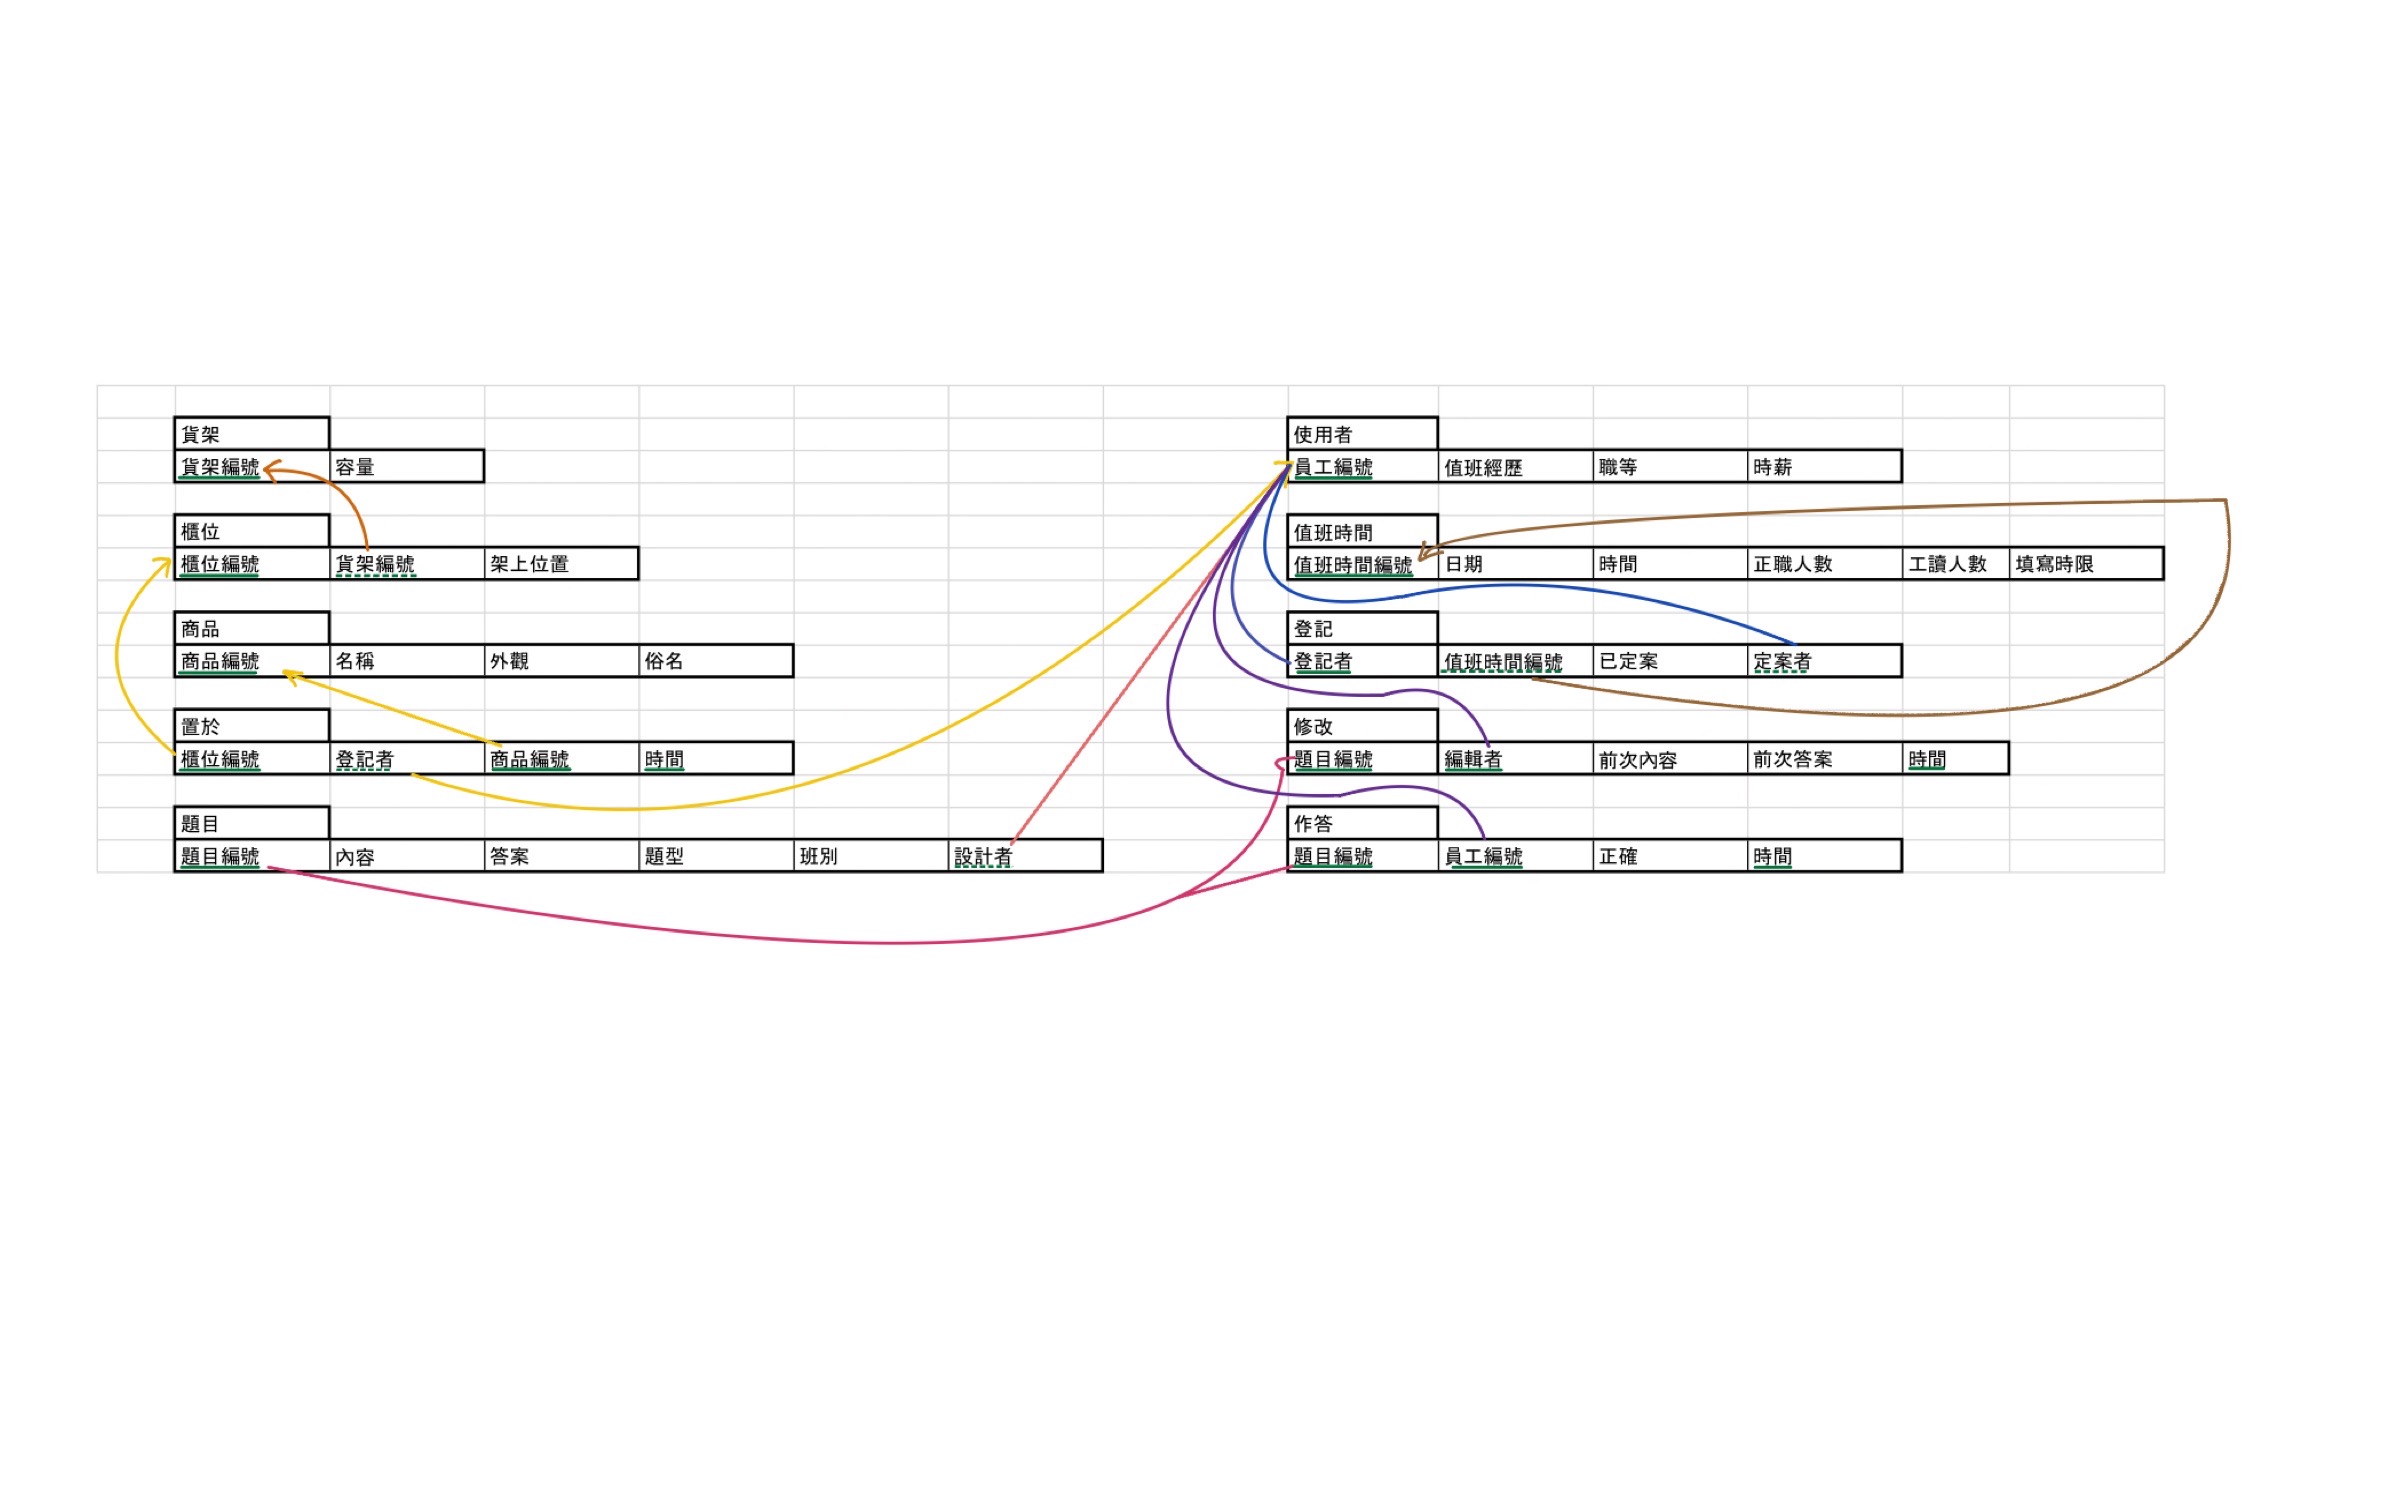 貨架
貨架編號 容量
櫃位
櫃位編號 貨架編號 架上位置
商品
商品編號 名稱 外觀 俗名
置於
櫃位編號 登記者 商品編號 時間
題目
題目編號 內容 答案 題型 班別 設計者
使用者
員工編號 值班經歷 職等 時薪
值班時間
值班時間編號 日期 時間 正職人數 工讀人數 填寫時限
登記
登記者 值班時間編號 已定案 定案者
修改
題目編號 編輯者 前次內容 前次答案 時間
作答
題目編號 員工編號 正確 時間